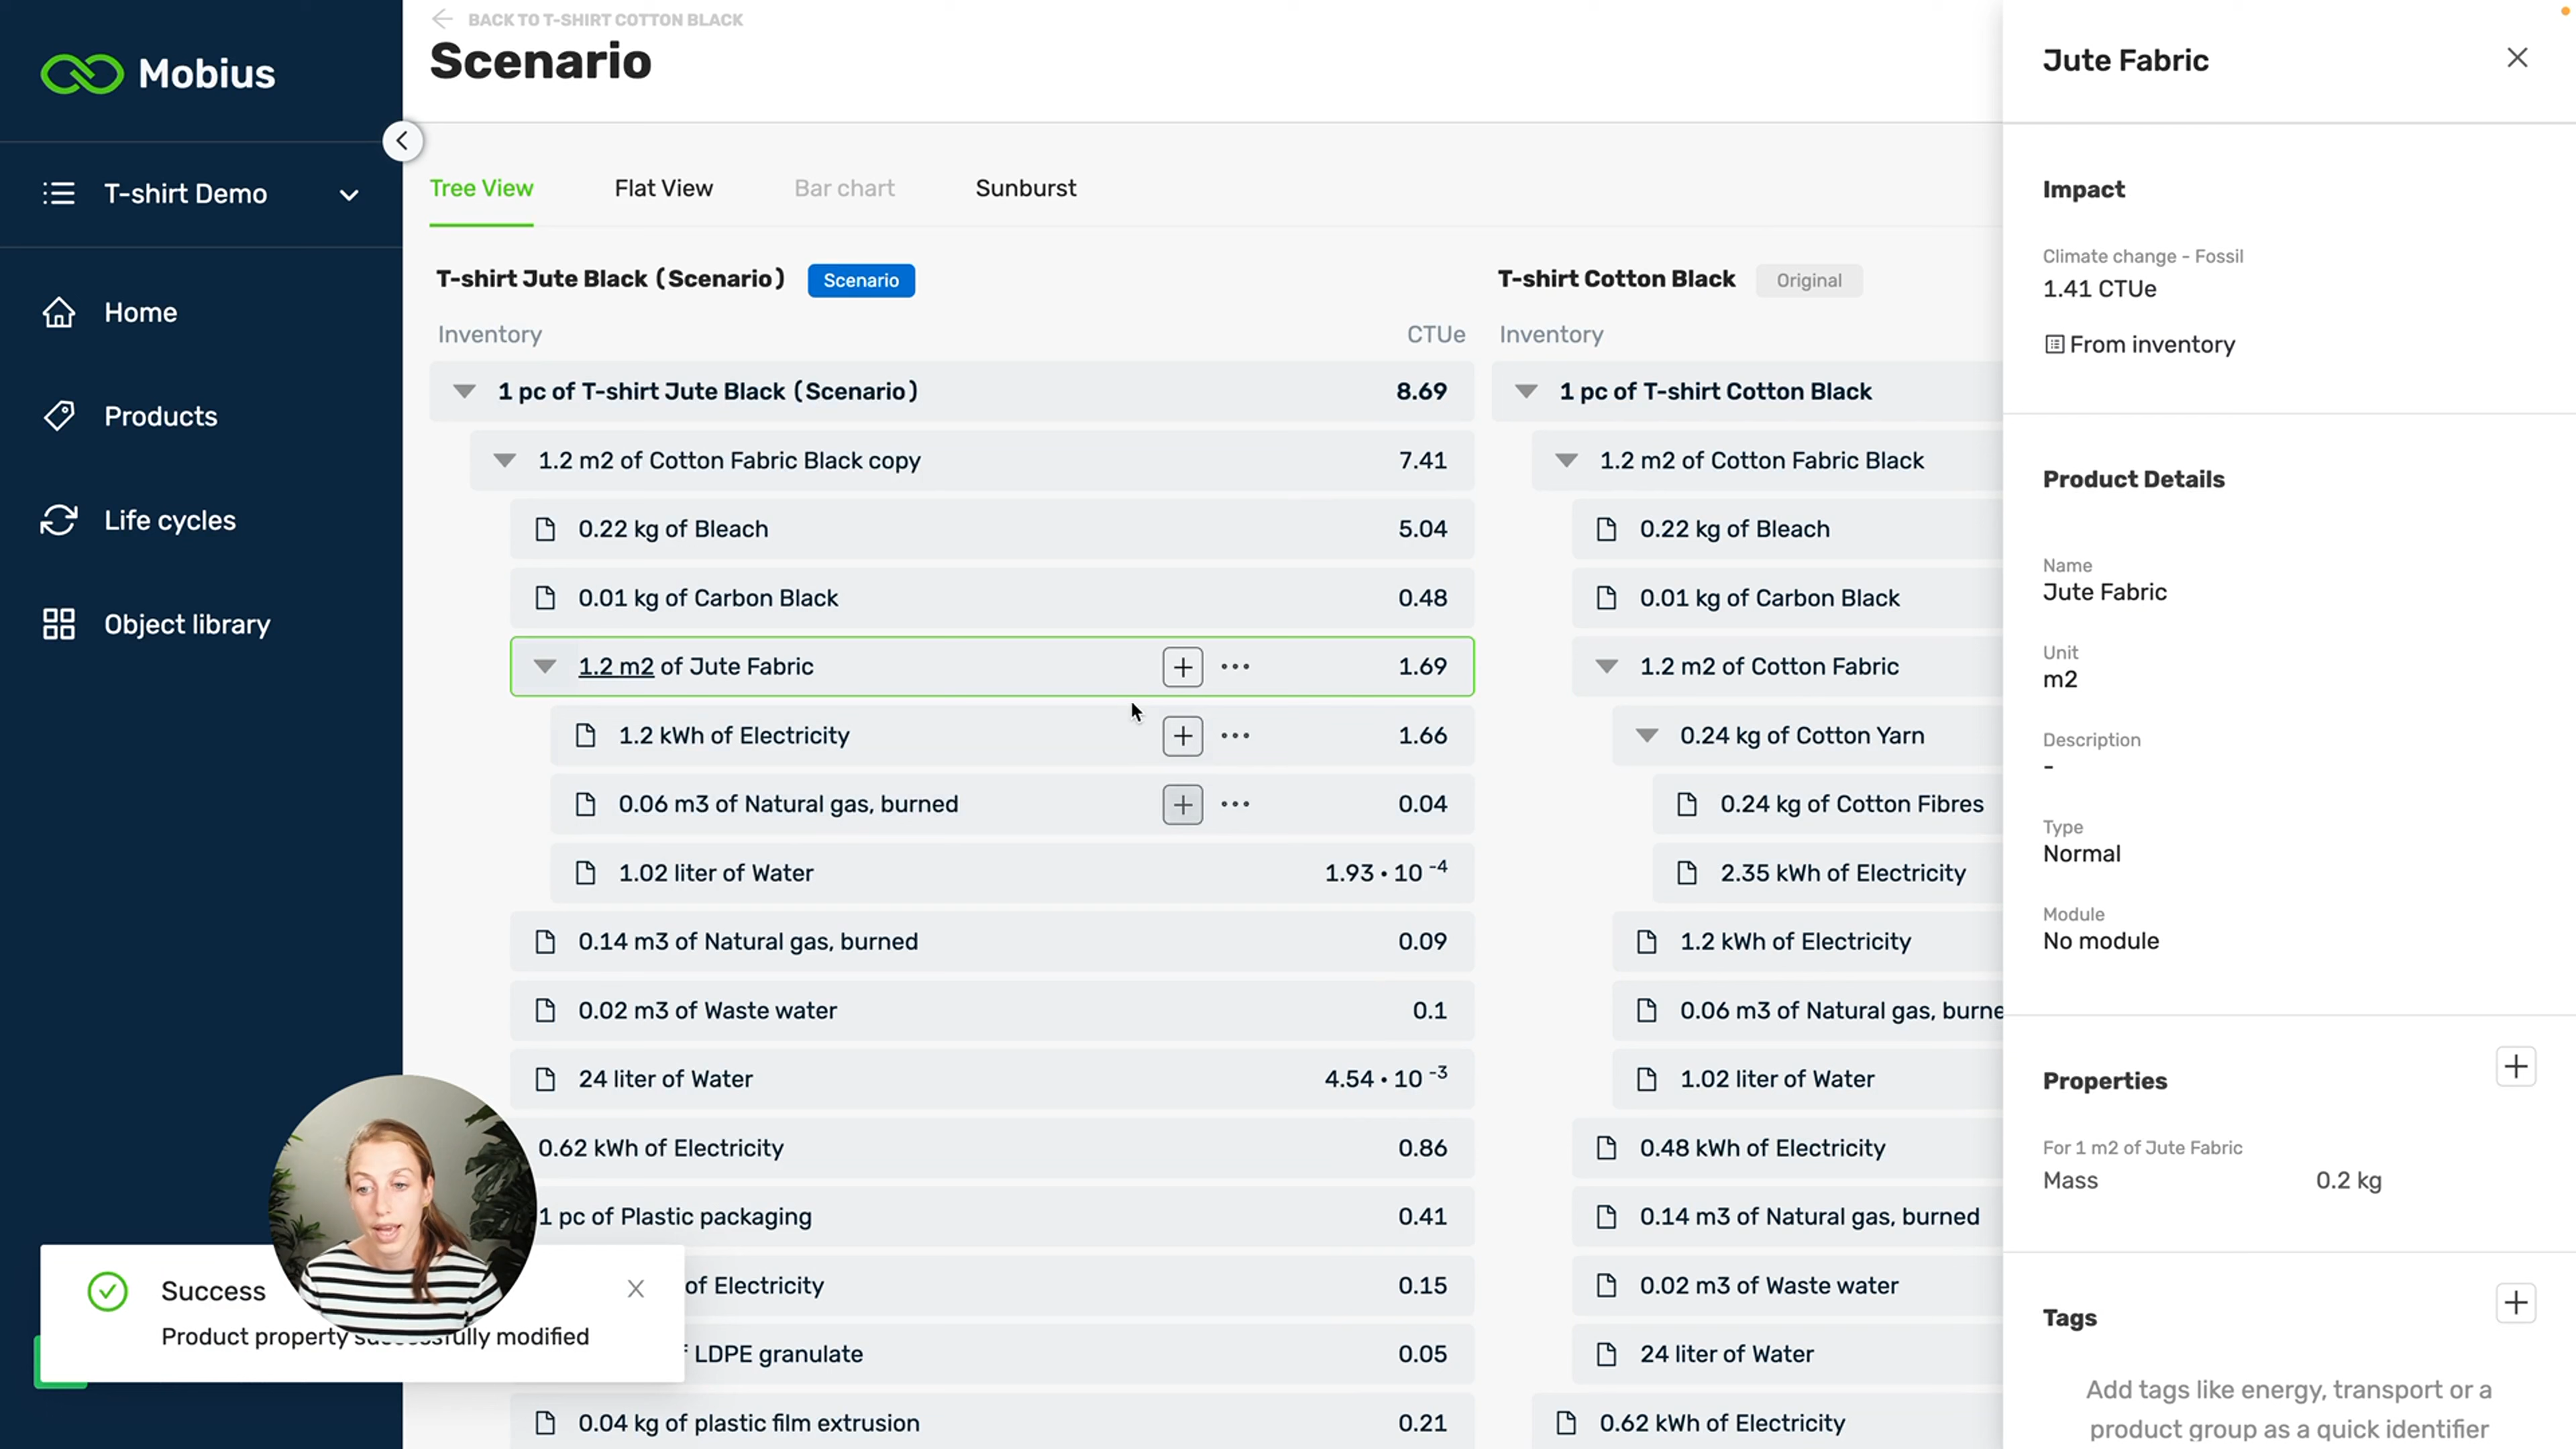 Mobius
T-shirt Demo
Home
Products
Life cycles
Object library
BACK TO T-SHIRT COTTON BLACK
Scenario
Tree View
Flat View
Bar chart
Sunburst
T-shirt Jute Black (Scenario)
Scenario
Inventory
CTUe
1 pc of T-shirt Jute Black (Scenario)
8.69
1.2 m2 of Cotton Fabric Black copy
7.41
0.22 kg of Bleach
5.04
0.01 kg of Carbon Black
0.48
1.2 m2 of Jute Fabric
1.69
1.2 kWh of Electricity
1.66
0.06 m3 of Natural gas, burned
0.04
1.02 liter of Water
1.93 • 10 -4
0.14 m3 of Natural gas, burned
0.09
0.02 m3 of Waste water
0.1
24 liter of Water
4.54 • 10 -3
0.62 kWh of Electricity
0.86
1 pc of Plastic packaging
0.41
of Electricity
0.15
LDPE granulate
0.05
0.04 kg of plastic film extrusion
0.21
T-shirt Cotton Black
Original
Inventory
1 pc of T-shirt Cotton Black
1.2 m2 of Cotton Fabric Black
0.22 kg of Bleach
0.01 kg of Carbon Black
1.2 m2 of Cotton Fabric
0.24 kg of Cotton Yarn
0.24 kg of Cotton Fibres
2.35 kWh of Electricity
1.2 kWh of Electricity
0.06 m3 of Natural gas, burne
1.02 liter of Water
0.48 kWh of Electricity
0.14 m3 of Natural gas, burned
0.02 m3 of Waste water
24 liter of Water
0.62 kWh of Electricity
Jute Fabric
Impact
Climate change - Fossil
1.41 CTUe
From inventory
Product Details
Name
Jute Fabric
Unit
m2
Description
-
Type
Normal
Module
No module
Properties
For 1 m2 of Jute Fabric
Mass
0.2 kg
Tags
Add tags like energy, transport or a
product group as a quick identifier
Success
Product property successfully modified